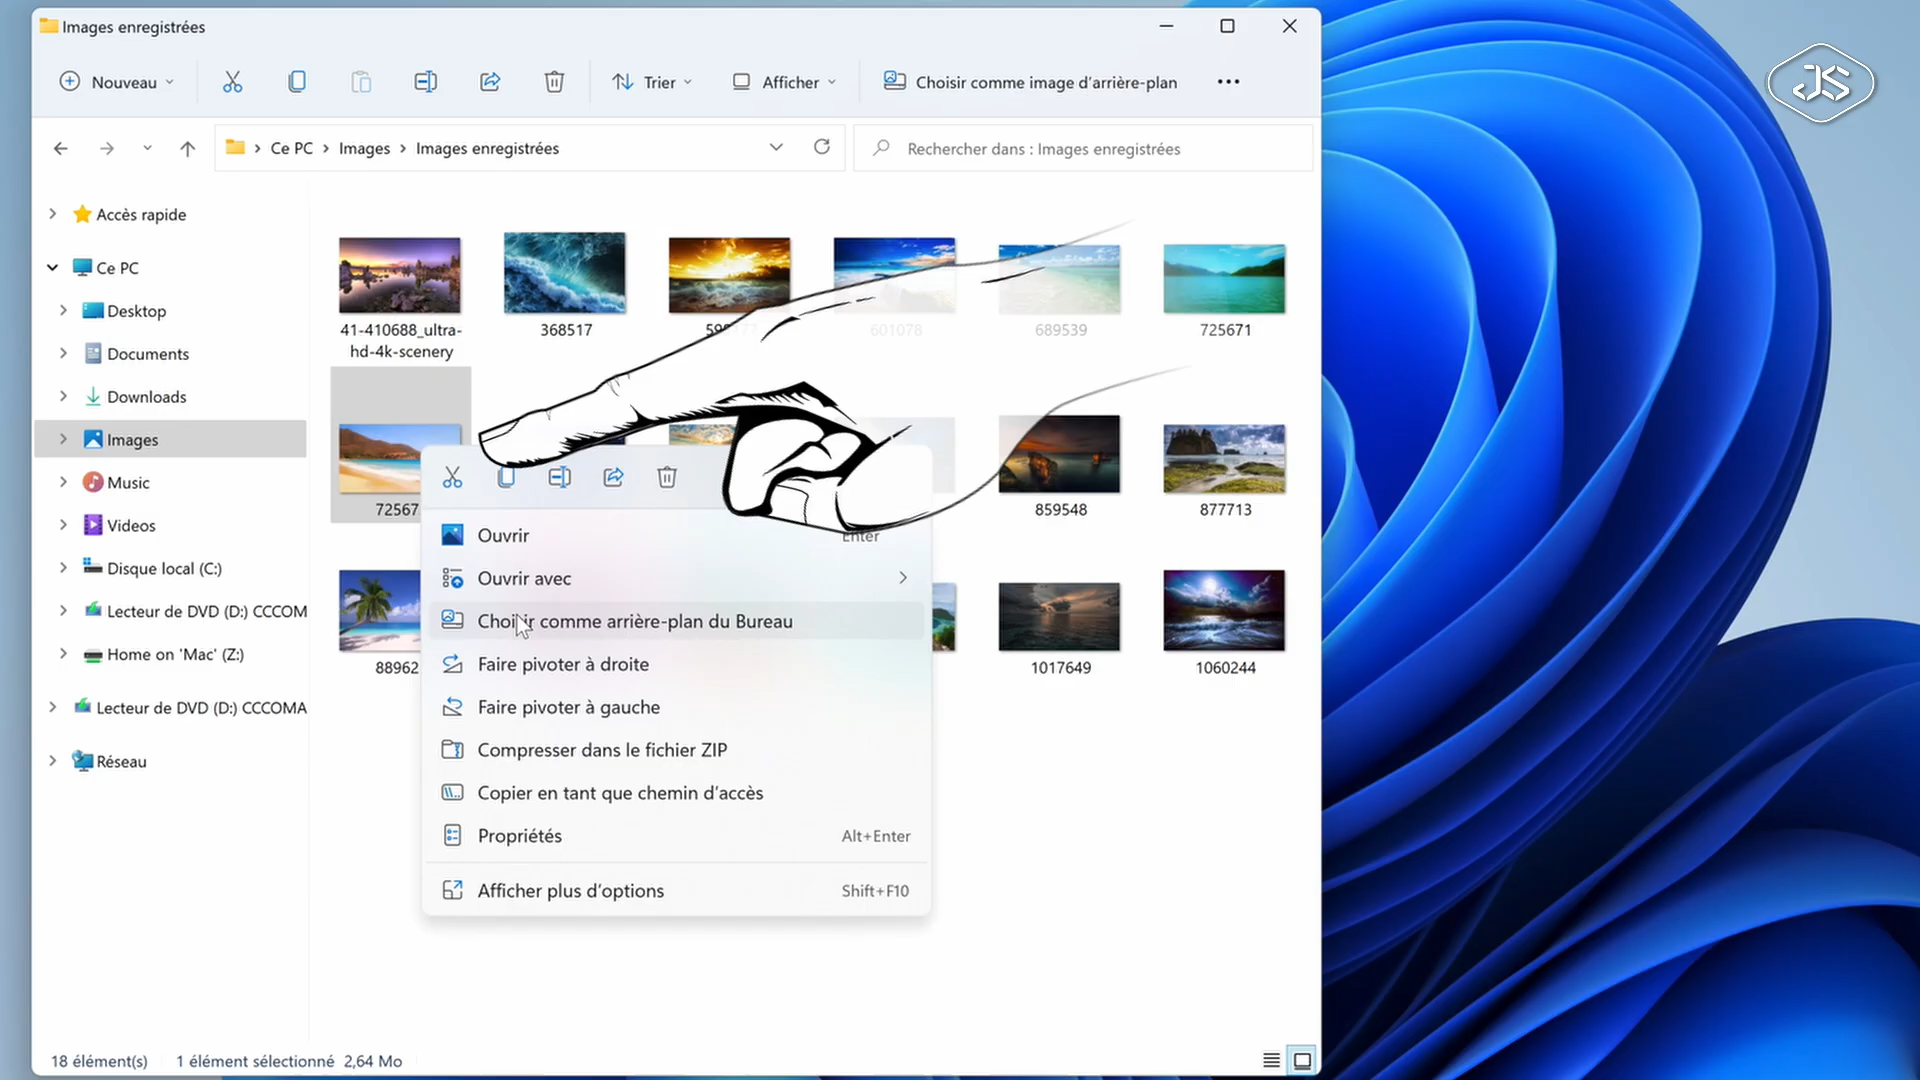 Images enregistrées
JS
Nouveau
Trier
Afficher
Choisir comme image d'arrière-plan
Ce PC
Images
Images enregistrées
Rechercher dans : Images enregistrées
Accès rapide
Ce PC
Desktop
Documents
Downloads
Images
Music
Videos
Disque local (C:)
Lecteur de DVD (D:) CCCOM
Home on 'Mac' (Z:)
Lecteur de DVD (D:) CCCOMA
Réseau
41-410688_ultra-
hd-4k-scenery
368517
601078
689539
725671
72567
859548
877713
88962
1017649
1060244
Ouvrir
Enter
Ouvrir avec
Choisir comme arrière-plan du Bureau
Faire pivoter à droite
Faire pivoter à gauche
Compresser dans le fichier ZIP
Copier en tant que chemin d'accès
Propriétés
Alt+Enter
Afficher plus d'options
Shift+F10
18 élément(s)
1 élément sélectionné
2,64 Mo